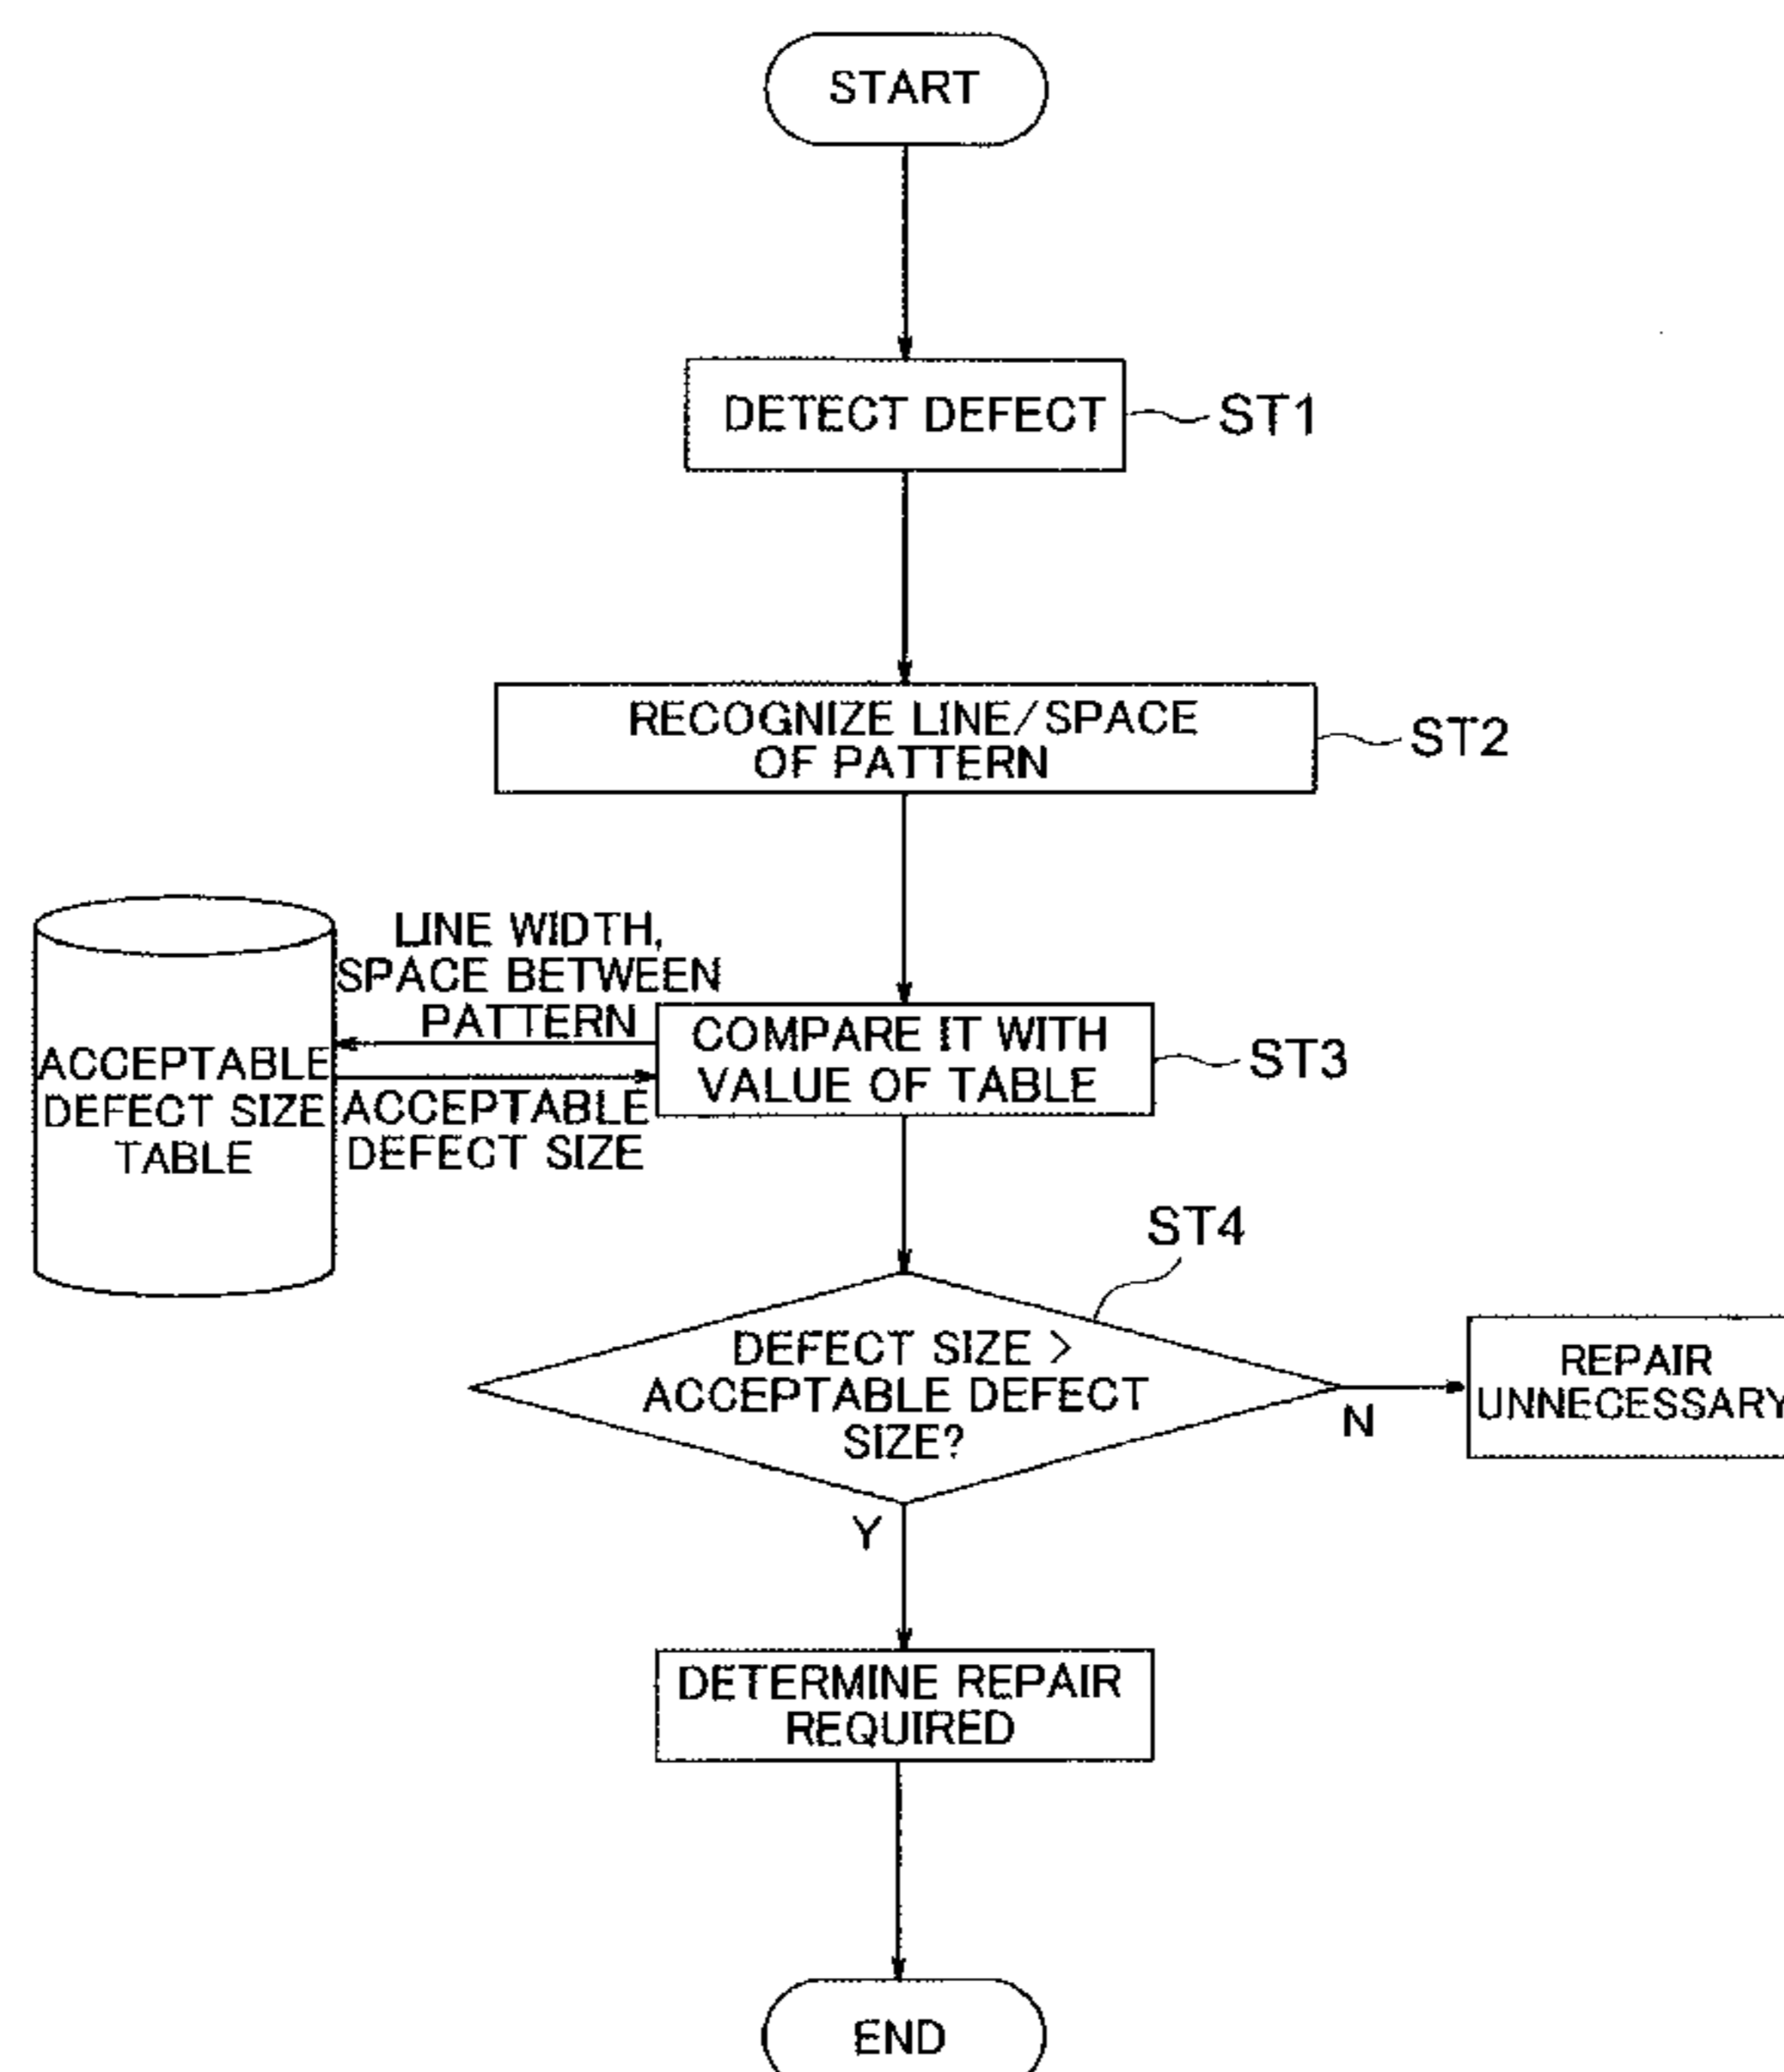 START
DETECT DEFECT
ST1
RECOGNIZE LINE/SPACE
OF PATTERN
ST2
LINE WIDTH,
SPACE BETWEEN
PATTERN
ACCEPTABLE
DEFECT SIZE
TABLE
ACCEPTABLE
DEFECT SIZE
COMPARE IT WITH
VALUE OF TABLE
ST3
ST4
DEFECT SIZE >
ACCEPTABLE DEFECT
SIZE?
N
REPAIR
UNNECESSARY
Y
DETERMINE REPAIR
REQUIRED
END